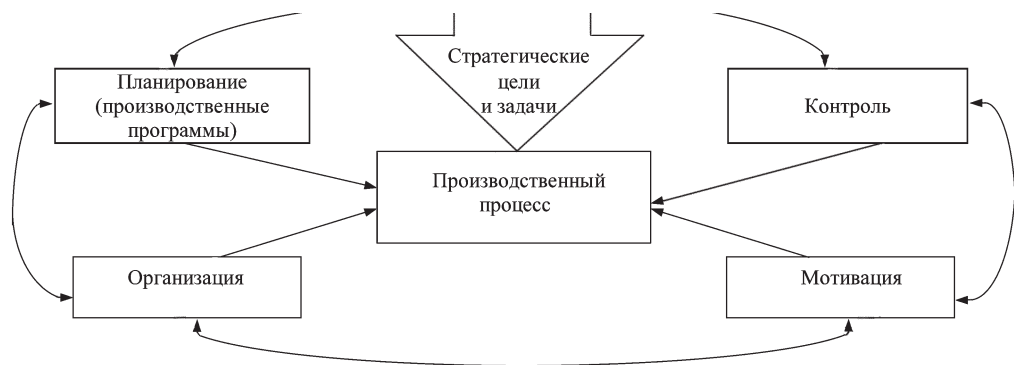 Стратегические
цели
и задачи
Планирование
(производственные
программы)
Контроль
Производственный
процесс
Организация
Мотивация